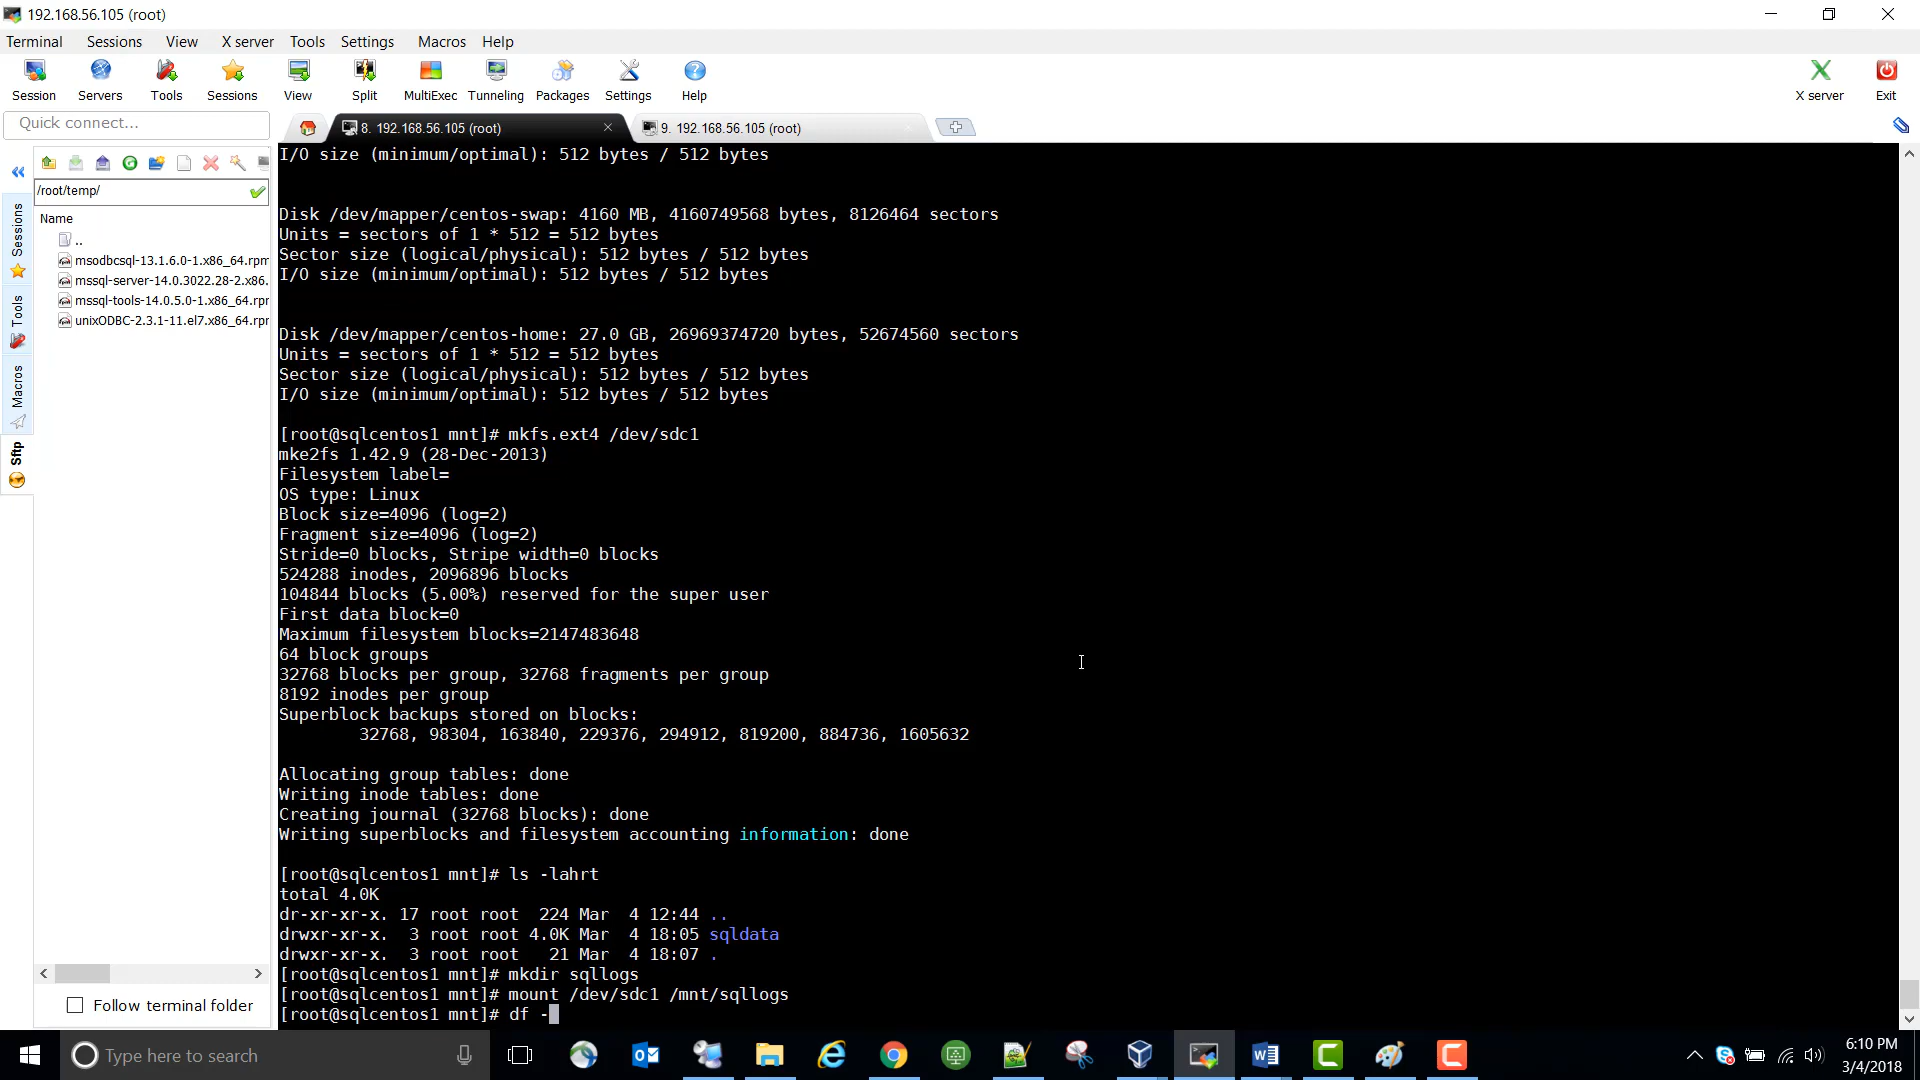 192.168.56.105 (root)
Terminal Sessions View X server Tools Settings Macros Help
Session Servers Tools Sessions View Split MultiExec Tunneling Packages Settings Help X server Exit
Quick connect...
8. 192.168.56.105 (root)
9. 192.168.56.105 (root)
/root/temp/
Name
..
msodbcsql-13.1.6.0-1.x86_64.rpm
mssql-server-14.0.3022.28-2.x86.
mssql-tools-14.0.5.0-1.x86_64.rpr
unixODBC-2.3.1-11.el7.x86_64.rpr
Sessions
Tools
Macros
Sftp
Follow terminal folder
I/O size (minimum/optimal): 512 bytes / 512 bytes
Disk /dev/mapper/centos-swap: 4160 MB, 4160749568 bytes, 8126464 sectors
Units = sectors of 1 * 512 = 512 bytes
Sector size (logical/physical): 512 bytes / 512 bytes
I/O size (minimum/optimal): 512 bytes / 512 bytes
Disk /dev/mapper/centos-home: 27.0 GB, 26969374720 bytes, 52674560 sectors
Units = sectors of 1 * 512 = 512 bytes
Sector size (logical/physical): 512 bytes / 512 bytes
I/O size (minimum/optimal): 512 bytes / 512 bytes
[root@sqlcentos1 mnt]# mkfs.ext4 /dev/sdc1
mke2fs 1.42.9 (28-Dec-2013)
Filesystem label=
OS type: Linux
Block size=4096 (log=2)
Fragment size=4096 (log=2)
Stride=0 blocks, Stripe width=0 blocks
524288 inodes, 2096896 blocks
104844 blocks (5.00%) reserved for the super user
First data block=0
Maximum filesystem blocks=2147483648
64 block groups
32768 blocks per group, 32768 fragments per group
8192 inodes per group
Superblock backups stored on blocks:
32768, 98304, 163840, 229376, 294912, 819200, 884736, 1605632
Allocating group tables: done
Writing inode tables: done
Creating journal (32768 blocks): done
Writing superblocks and filesystem accounting information: done
[root@sqlcentos1 mnt]# ls -lahrt
total 4.0K
dr-xr-xr-x. 17 root root 224 Mar 4 12:44 ..
drwxr-xr-x. 3 root root 4.0K Mar 4 18:05 sqldata
drwxr-xr-x. 3 root root 21 Mar 4 18:07 .
[root@sqlcentos1 mnt]# mkdir sqllogs
[root@sqlcentos1 mnt]# mount /dev/sdc1 /mnt/sqllogs
[root@sqlcentos1 mnt]# df -
Type here to search
6:10 PM
3/4/2018